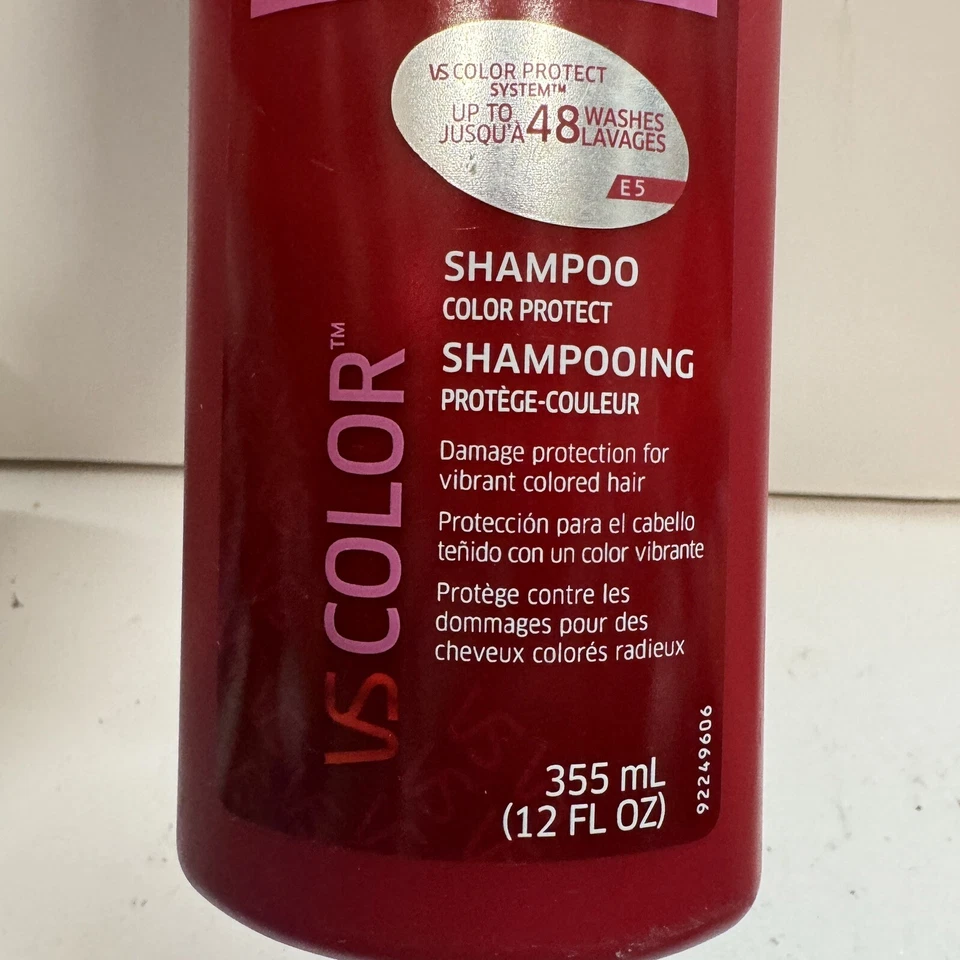 VS COLOR PROTECT
SYSTEM™
UP TO 48 WASHES
JUSQU'À LAVAGES
E5
SHAMPOO
COLOR PROTECT
SHAMPOOING
PROTÈGE-COULEUR
Damage protection for
vibrant colored hair
Protección para el cabello
teñido con un color vibrante
Protège contre les
dommages pour des
cheveux colorés radieux
VS COLOR™
355 mL
(12 FL OZ)
92249606